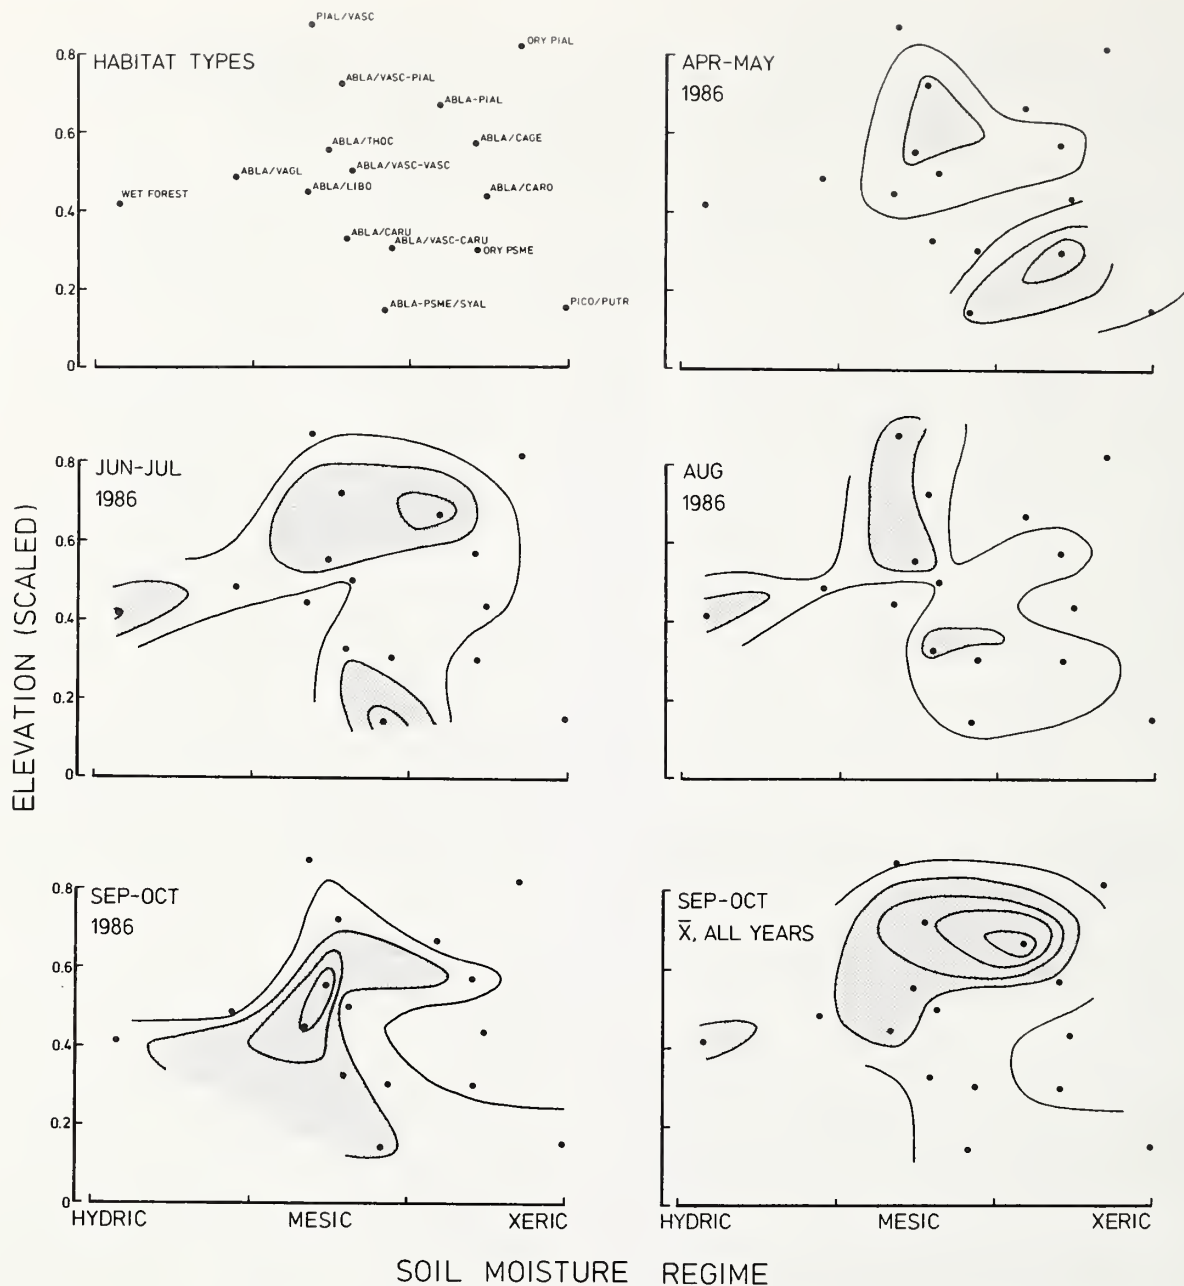 HABITAT TYPES
PIAL/VASC
ORY PIAL
ABLA/VASC-PIAL
ABLA-PIAL
ABLA/THOC
ABLA/CAGE
ABLA/VAGL
ABLA/VASC-VASC
WET FOREST
ABLA/LIBO
ABLA/CARO
ABLA/CARU
ABLA/VASC-CARU
ORY PSME
ABLA-PSME/SYAL
PICO/PUTR
0.8
0.6
0.4
0.2
0
APR-MAY
1986
JUN-JUL
1986
0.8
0.6
0.4
0.2
0
AUG
1986
ELEVATION (SCALED)
SEP-OCT
1986
0.8
0.6
0.4
0.2
0
HYDRIC MESIC XERIC
SEP-OCT
X̅, ALL YEARS
HYDRIC MESIC XERIC
SOIL MOISTURE REGIME